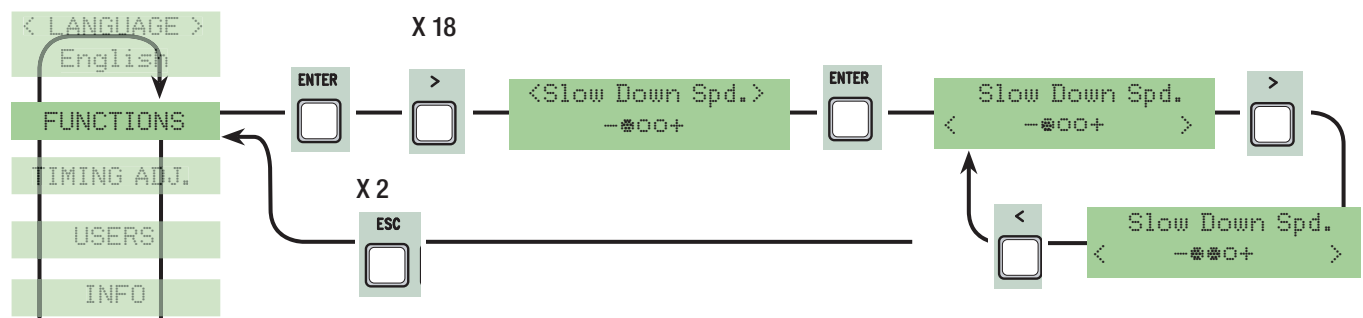 < LANGUAGE >
English
FUNCTIONS
TIMING ADJ.
USERS
INFO
X 18
ENTER
>
<Slow Down Spd.>
-●○○+
ENTER
Slow Down Spd.
< -●○○+ >
>
Slow Down Spd.
< -●●○+ >
<
X 2
ESC